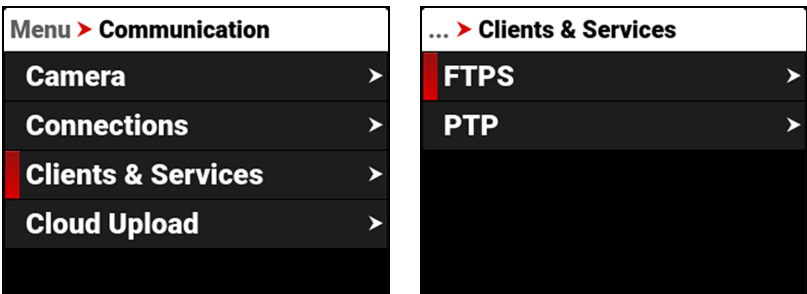 Menu ➤ Communication
Camera ➤
Connections ➤
Clients & Services ➤
Cloud Upload ➤
... ➤ Clients & Services
FTPS ➤
PTP ➤